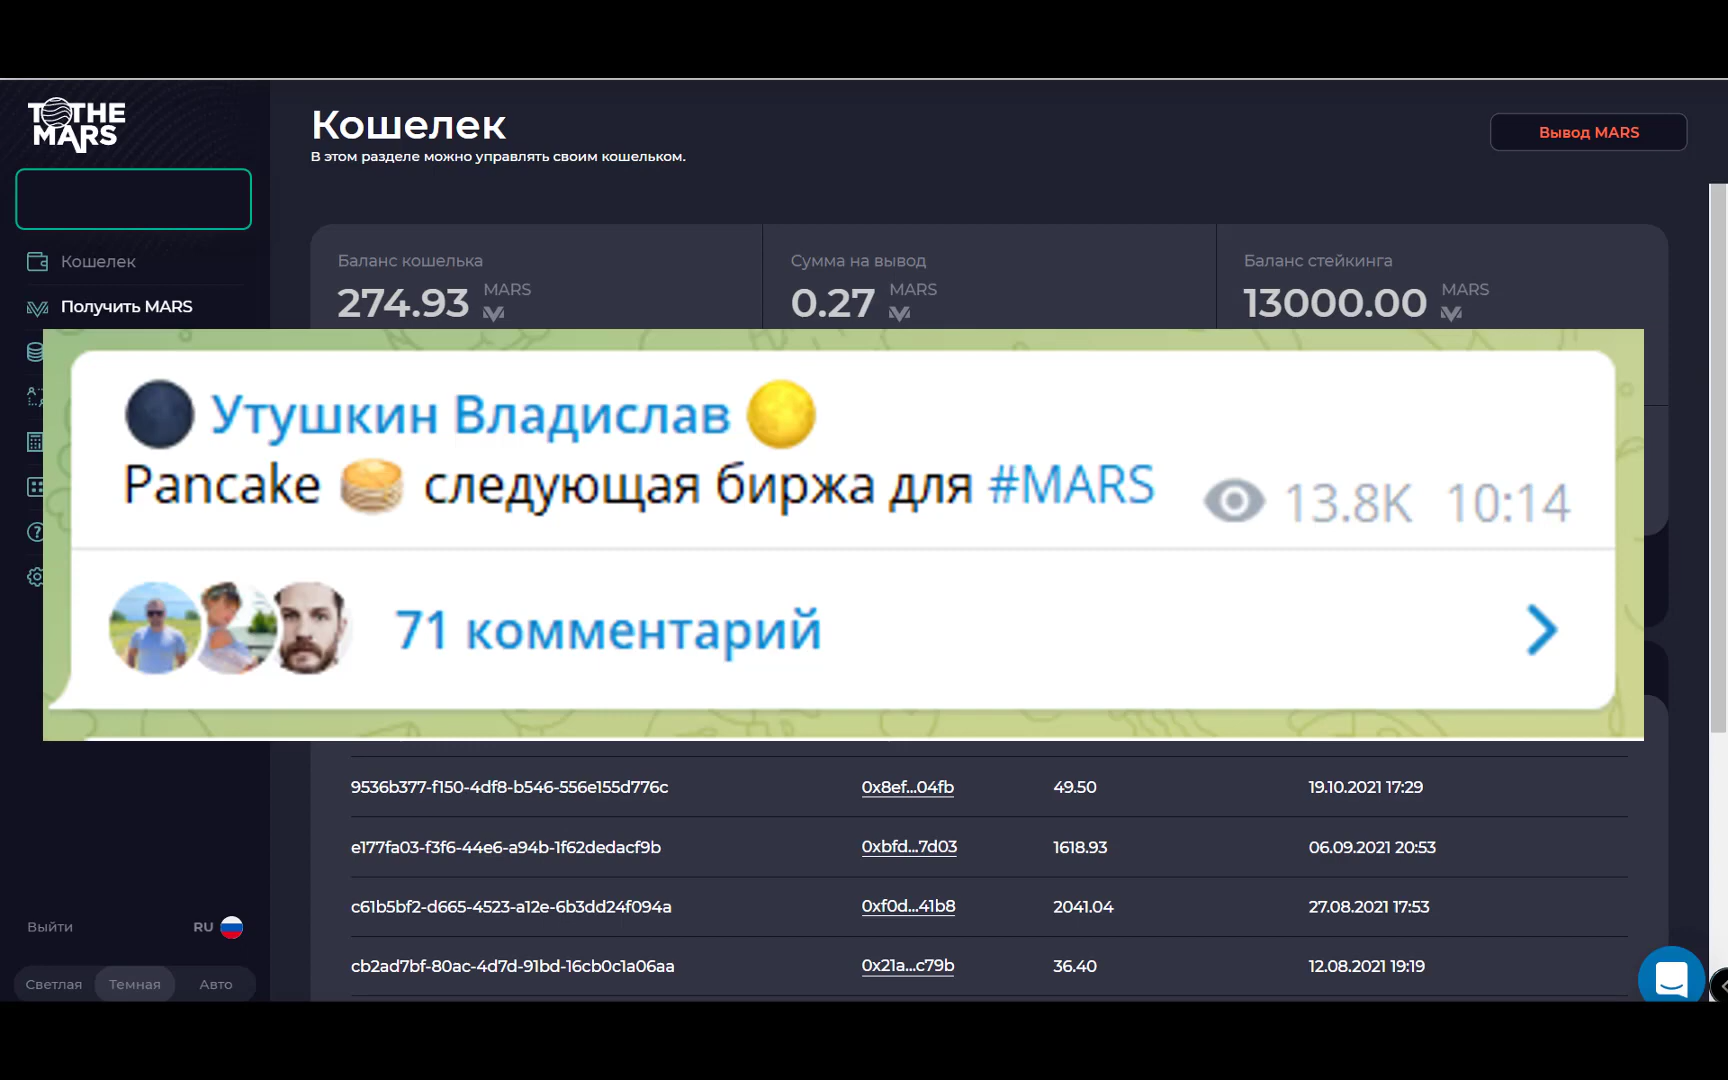 TO THE
MARS
Кошелек
В этом разделе можно управлять своим кошельком.
Вывод MARS
Кошелек
Получить MARS
Баланс кошелька
274.93 MARS
Сумма на вывод
0.27 MARS
Баланс стейкинга
13000.00 MARS
Утушкин Владислав
Pancake следующая биржа для #MARS
13.8K 10:14
71 комментарий
9536b377-f150-4df8-b546-556e155d776c 0x8ef...04fb 49.50 19.10.2021 17:29
e177fa03-f3f6-44e6-a94b-1f62dedacf9b 0xbfd...7d03 1618.93 06.09.2021 20:53
c61b5bf2-d665-4523-a12e-6b3dd24f094a 0xf0d...41b8 2041.04 27.08.2021 17:53
cb2ad7bf-80ac-4d7d-91bd-16cb0c1a06aa 0x21a...c79b 36.40 12.08.2021 19:19
Выйти RU
Светлая Темная Авто